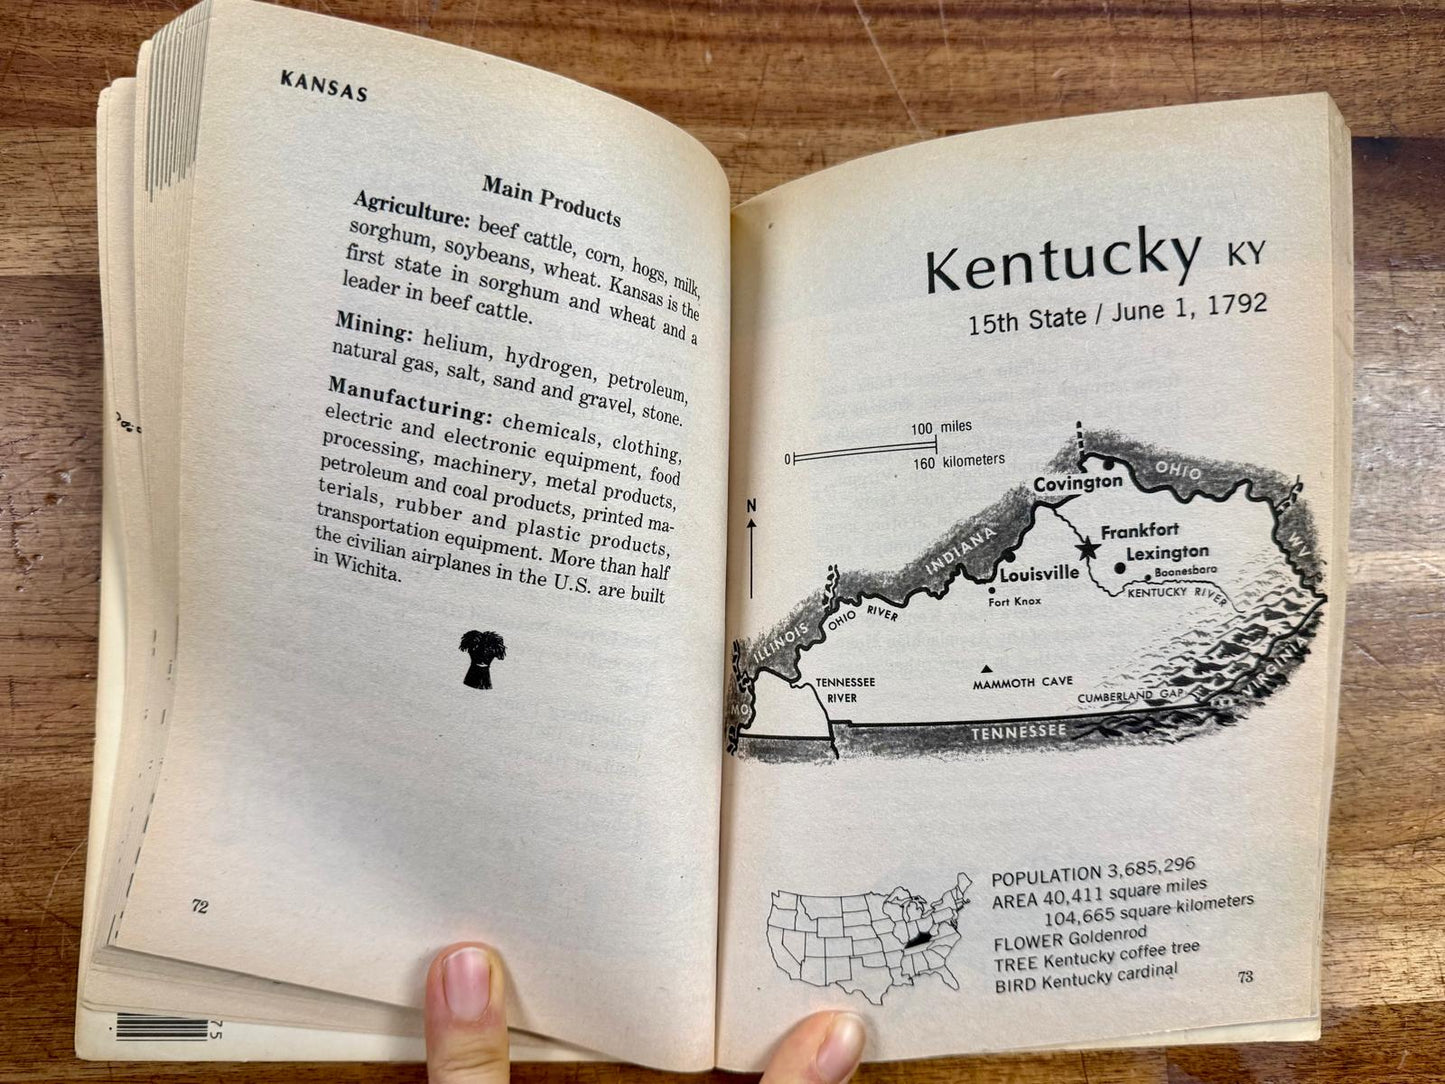 KANSAS
Main Products
Agriculture: beef cattle, corn, hogs, milk,
sorghum, soybeans, wheat. Kansas is the
first state in sorghum and wheat and a
leader in beef cattle.
Mining: helium, hydrogen, petroleum,
natural gas, salt, sand and gravel, stone.
Manufacturing: chemicals, clothing,
electric and electronic equipment, food
processing, machinery, metal products,
petroleum and coal products, printed ma-
terials, rubber and plastic products,
transportation equipment. More than half
the civilian airplanes in the U.S. are built
in Wichita.
72
75
Kentucky KY
15th State / June 1, 1792
100 miles
0
160 kilometers
N
OHIO
Covington
WV
INDIANA
Frankfort
Lexington
Louisville
Boonesboro
Fort Knox
KENTUCKY RIVER
OHIO RIVER
ILLINOIS
TENNESSEE
RIVER
MAMMOTH CAVE
CUMBERLAND GAP
VIRGINIA
MO
TENNESSEE
POPULATION 3,685,296
AREA 40,411 square miles
104,665 square kilometers
FLOWER Goldenrod
TREE Kentucky coffee tree
BIRD Kentucky cardinal
73